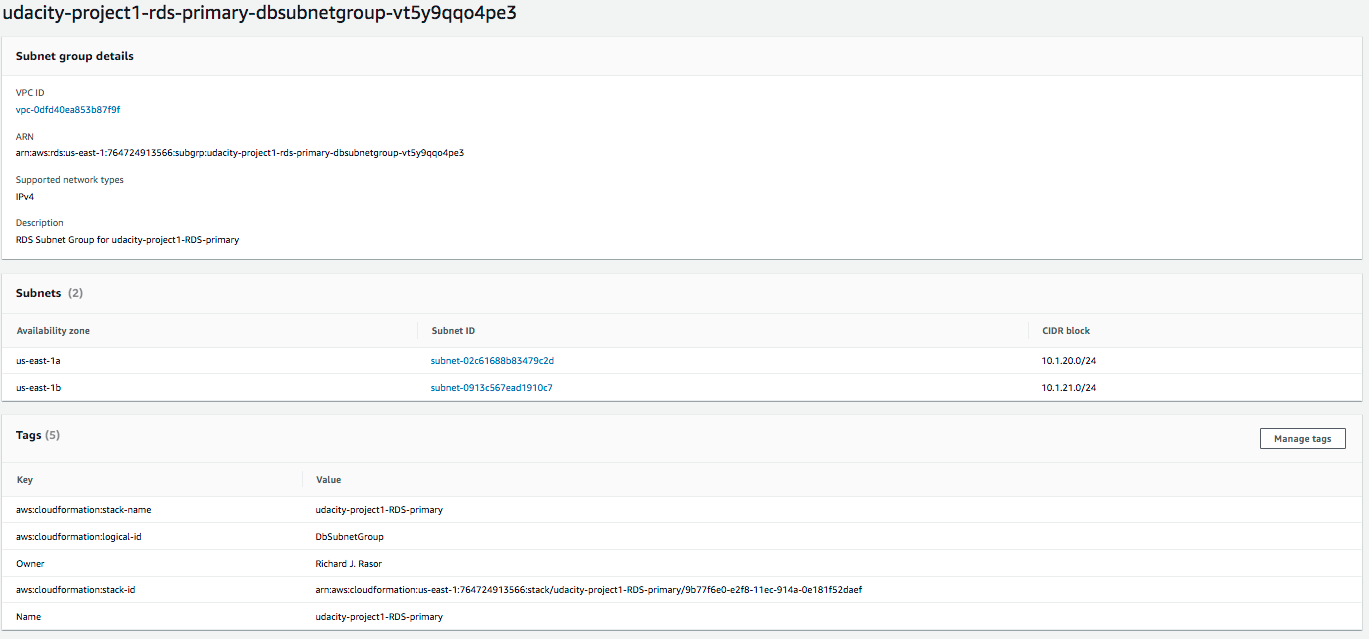 udacity-project1-rds-primary-dbsubnetgroup-vt5y9qqo4pe3
Subnet group details
VPC ID
vpc-0dfd40ea853b87f9f
ARN
arn:aws:rds:us-east-1:764724913566:subgrp:udacity-project1-rds-primary-dbsubnetgroup-vt5y9qqo4pe3
Supported network types
IPv4
Description
RDS Subnet Group for udacity-project1-RDS-primary
Subnets (2)
Availability zone Subnet ID CIDR block
us-east-1a subnet-02c61688b83479c2d 10.1.20.0/24
us-east-1b subnet-0913c567ead1910c7 10.1.21.0/24
Tags (5) Manage tags
Key Value
aws:cloudformation:stack-name udacity-project1-RDS-primary
aws:cloudformation:logical-id DbSubnetGroup
Owner Richard J. Rasor
aws:cloudformation:stack-id arn:aws:cloudformation:us-east-1:764724913566:stack/udacity-project1-RDS-primary/9b77f6e0-e2f8-11ec-914a-0e181f52daef
Name udacity-project1-RDS-primary